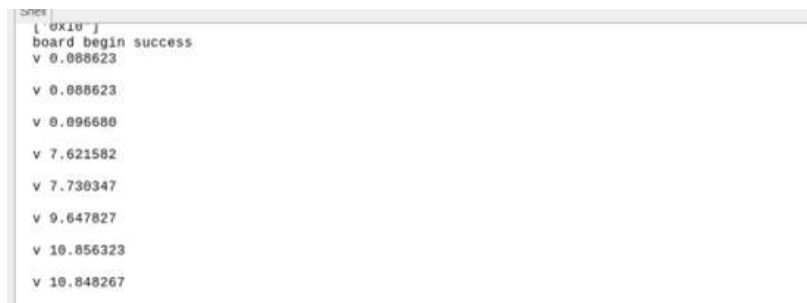 Shell
['0x10']
board begin success
v 0.088623
v 0.088623
v 0.096680
v 7.621582
v 7.730347
v 9.647827
v 10.856323
v 10.848267